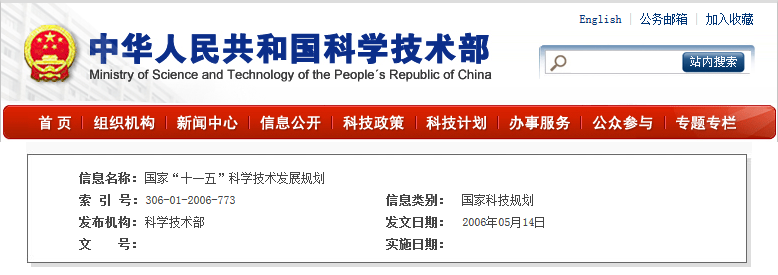 English | 公务邮箱 | 加入收藏
中华人民共和国科学技术部
Ministry of Science and Technology of the People´s Republic of China
站内搜索
首 页 | 组织机构 | 新闻中心 | 信息公开 | 科技政策 | 科技计划 | 办事服务 | 公众参与 | 专题专栏
信息名称：国家“十一五”科学技术发展规划
索 引 号：306-01-2006-773 信息类别： 国家科技规划
发布机构：科学技术部 发文日期： 2006年05月14日
文 号： 实施日期：